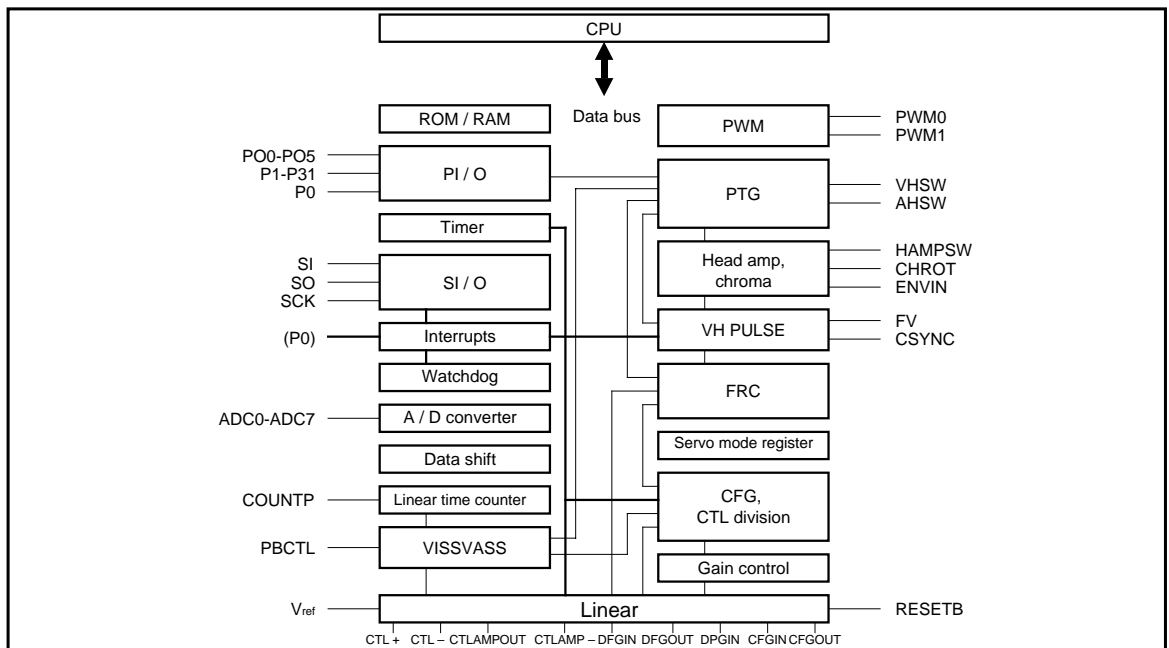 CPU
Data bus
ROM / RAM
PWM
PWM0
PWM1
PO0-PO5
P1-P31
P0
PI / O
PTG
VHSW
AHSW
Timer
Head amp,
chroma
HAMPSW
CHROT
ENVIN
SI
SO
SCK
SI / O
(P0)
Interrupts
VH PULSE
FV
CSYNC
Watchdog
FRC
ADC0-ADC7
A / D converter
Servo mode register
Data shift
COUNTP
Linear time counter
CFG,
CTL division
PBCTL
VISSVASS
Gain control
Vref
Linear
RESETB
CTL + CTL – CTLAMPOUT CTLAMP – DFGIN DFGOUT DPGIN CFGIN CFGOUT